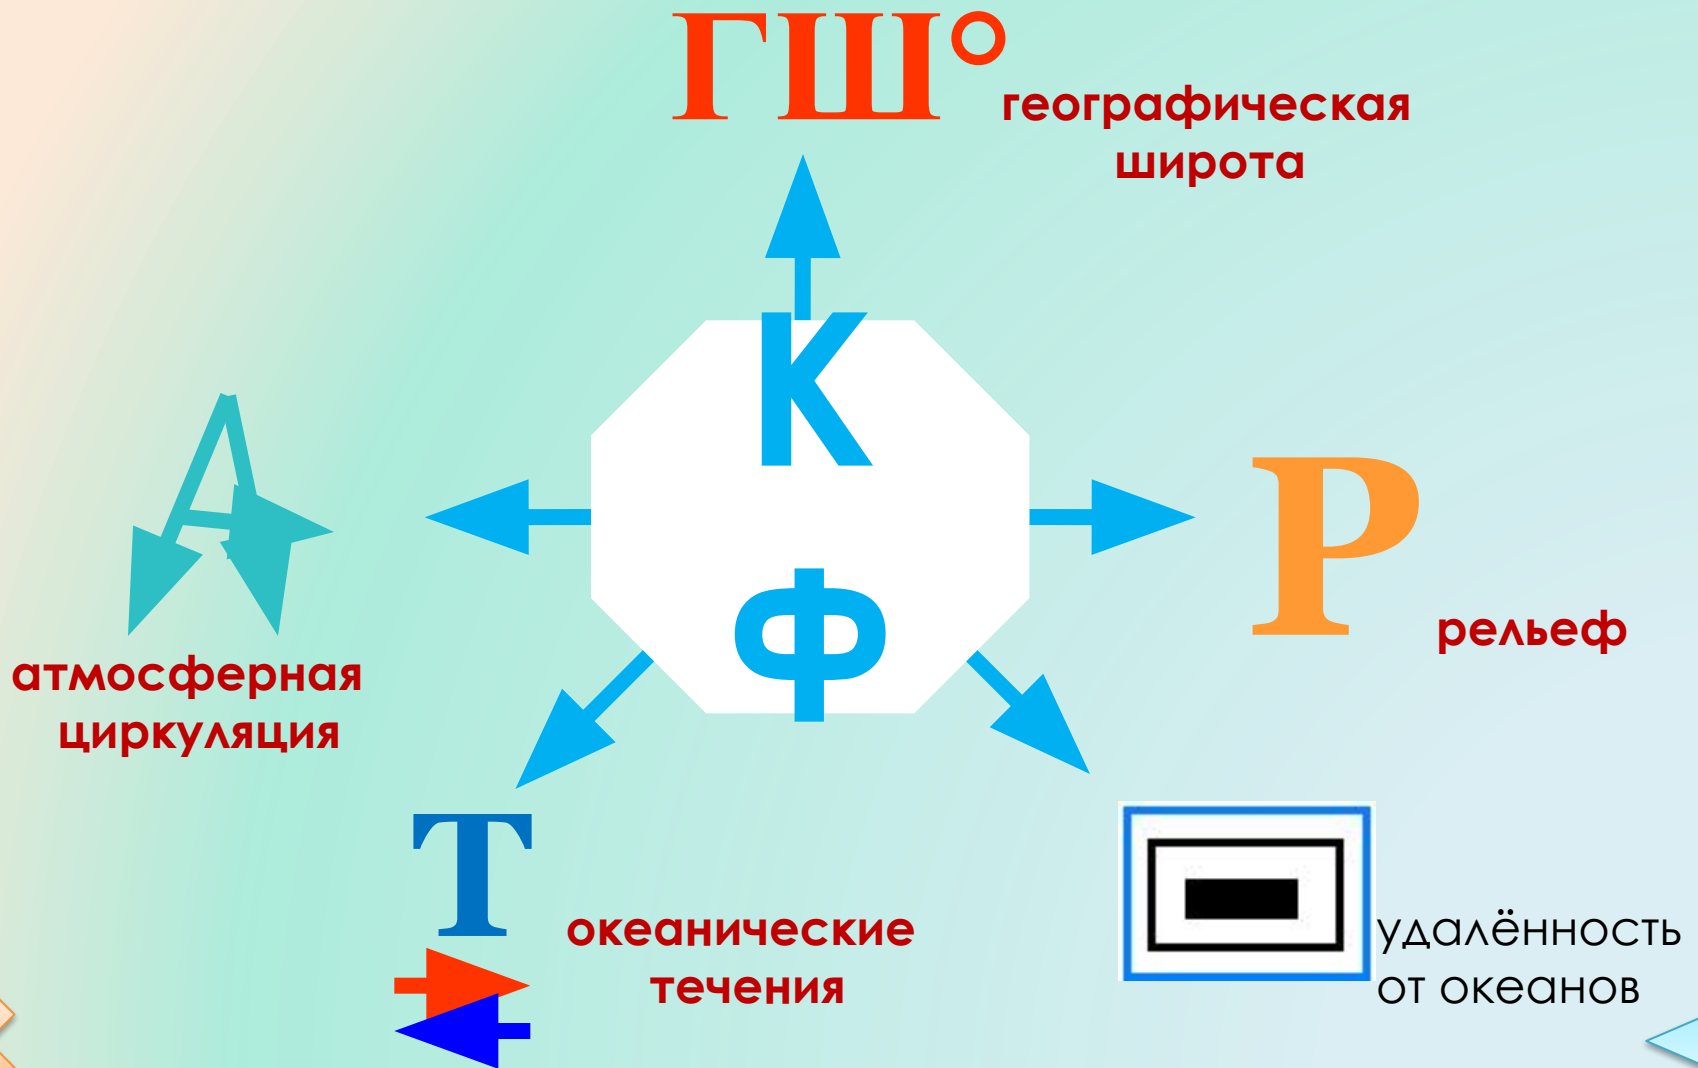 ГШ°
географическая
широта
К
Ф
А
атмосферная
циркуляция
Р
рельеф
Т
океанические
течения
удалённость
от океанов